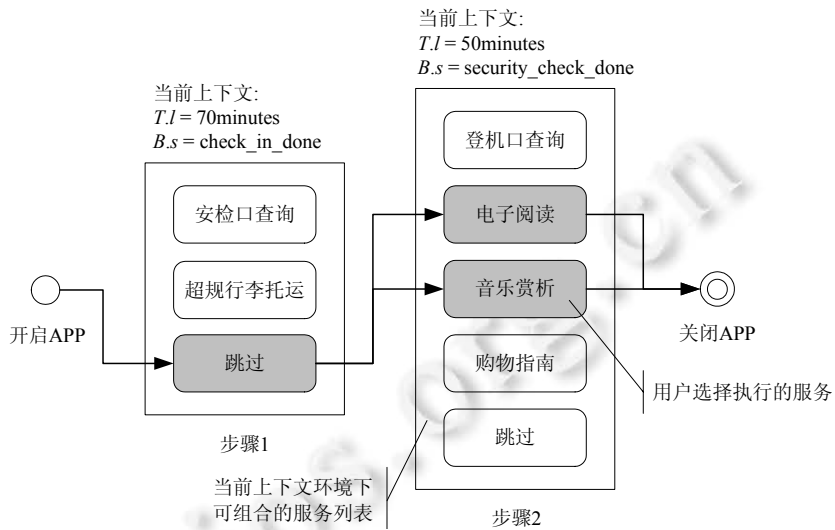 当前上下文:
T.l = 50minutes
B.s = security_check_done
当前上下文:
T.l = 70minutes
B.s = check_in_done
登机口查询
安检口查询
电子阅读
超规行李托运
音乐赏析
开启APP
关闭APP
跳过
购物指南
用户选择执行的服务
跳过
步骤1
当前上下文环境下
可组合的服务列表
步骤2